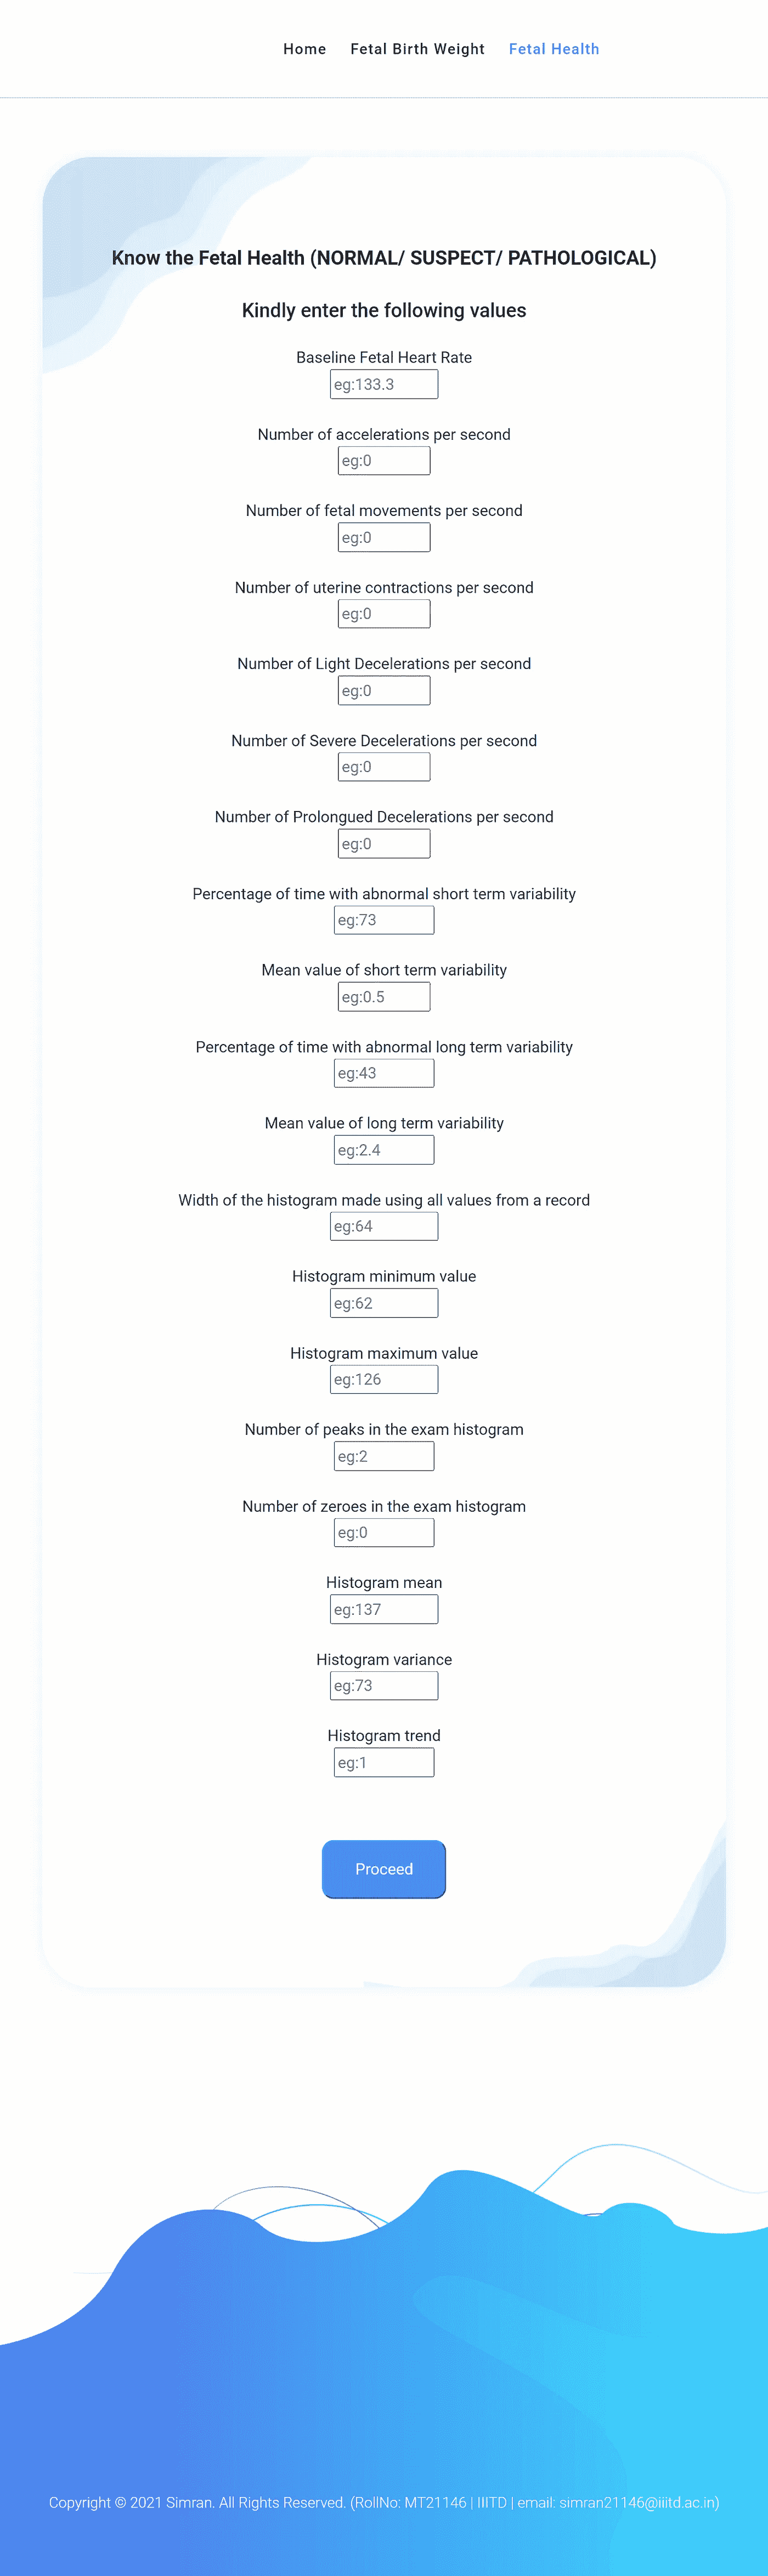 Home Fetal Birth Weight Fetal Health
Know the Fetal Health (NORMAL/ SUSPECT/ PATHOLOGICAL)
Kindly enter the following values
Baseline Fetal Heart Rate
eg:133.3
Number of accelerations per second
eg:0
Number of fetal movements per second
eg:0
Number of uterine contractions per second
eg:0
Number of Light Decelerations per second
eg:0
Number of Severe Decelerations per second
eg:0
Number of Prolongued Decelerations per second
eg:0
Percentage of time with abnormal short term variability
eg:73
Mean value of short term variability
eg:0.5
Percentage of time with abnormal long term variability
eg:43
Mean value of long term variability
eg:2.4
Width of the histogram made using all values from a record
eg:64
Histogram minimum value
eg:62
Histogram maximum value
eg:126
Number of peaks in the exam histogram
eg:2
Number of zeroes in the exam histogram
eg:0
Histogram mean
eg:137
Histogram variance
eg:73
Histogram trend
eg:1
Proceed
Copyright © 2021 Simran. All Rights Reserved. (RollNo: MT21146 | IIITD | email: simran21146@iiitd.ac.in)